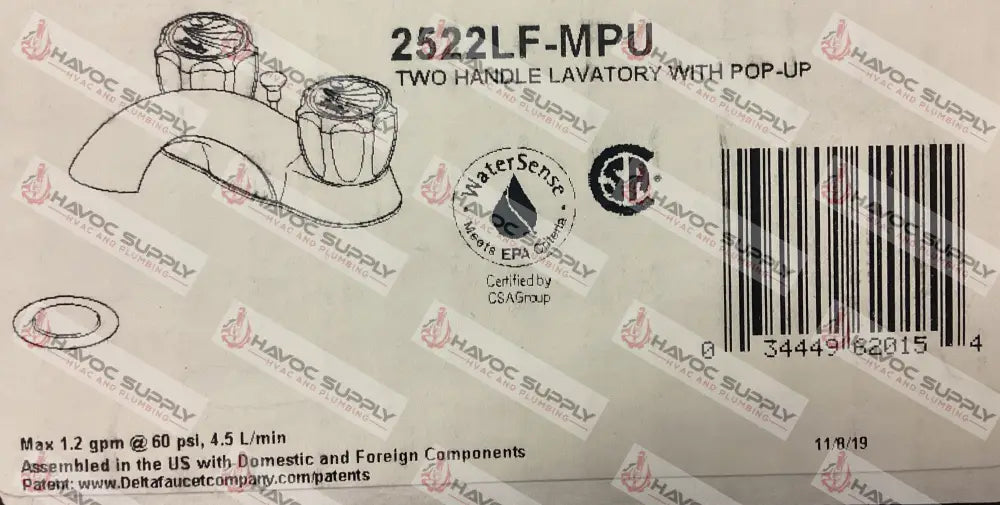 2522LF-MPU
TWO HANDLE LAVATORY WITH POP-UP
WaterSense
Meets EPA Criteria
SA®
Certified by
CSAGroup
0 34449 82015 4
Max 1.2 gpm @ 60 psi, 4.5 L/min
11/8/19
Assembled in the US with Domestic and Foreign Components
Patent: www.Deltafaucetcompany.com/patents
HAVOC SUPPLY
HVAC AND PLUMBING